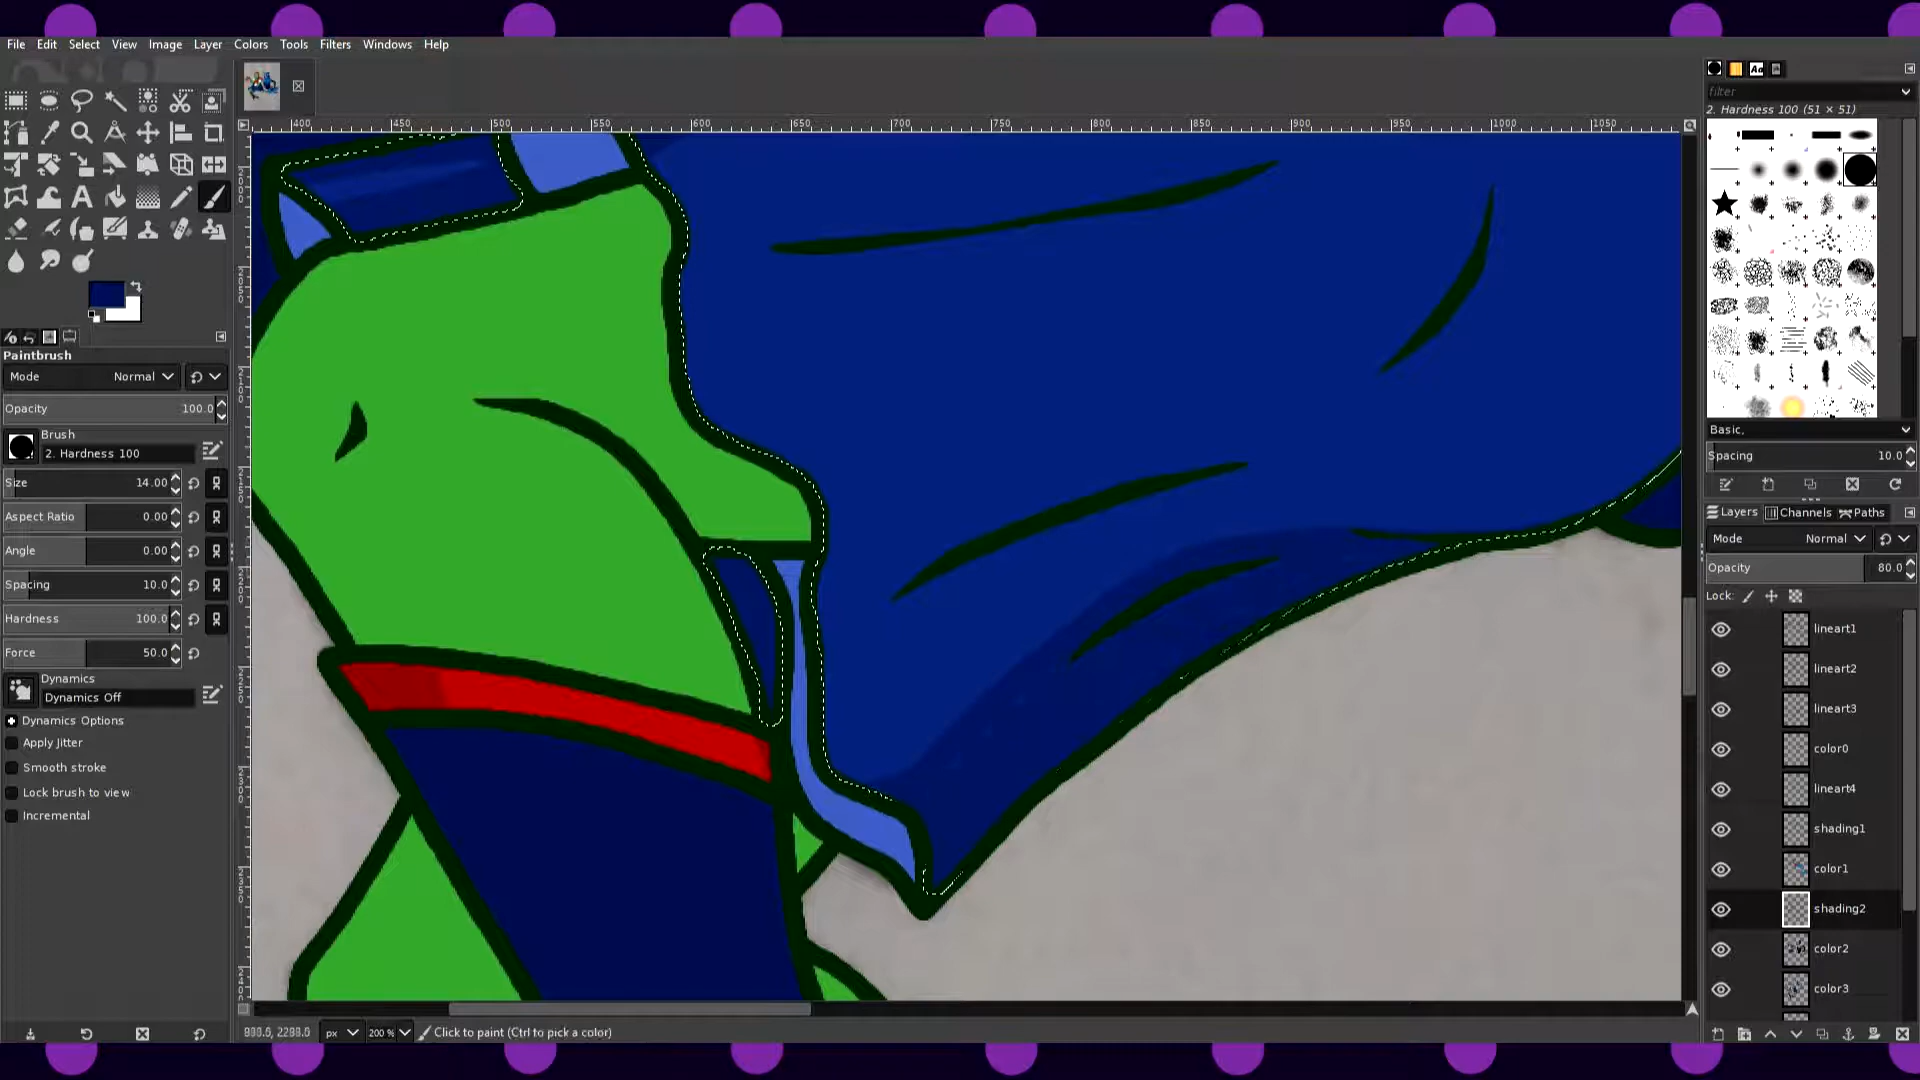 File Edit Select View Image Layer Colors Tools Filters Windows Help
filter
2. Hardness 100 (51 × 51)
400 450 500 550 600 650 700 750 800 850 900 950 1000 1050
Paintbrush
Mode Normal
Opacity 100.0
Brush
2. Hardness 100
Size 14.00
Aspect Ratio 0.00
Angle 0.00
Spacing 10.0
Hardness 100.0
Force 50.0
Dynamics
Dynamics Off
Dynamics Options
Apply Jitter
Smooth stroke
Lock brush to view
Incremental
Basic,
Spacing 10.0
Layers Channels Paths
Mode Normal
Opacity 80.0
Lock:
lineart1
lineart2
lineart3
color0
lineart4
shading1
color1
shading2
color2
color3
px 200 % Click to paint (Ctrl to pick a color)